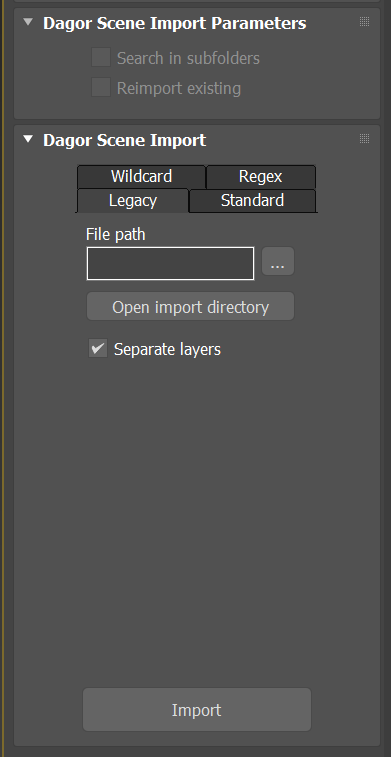 Dagor Scene Import Parameters
Search in subfolders
Reimport existing
Dagor Scene Import
Wildcard Regex
Legacy Standard
File path
...
Open import directory
Separate layers
Import